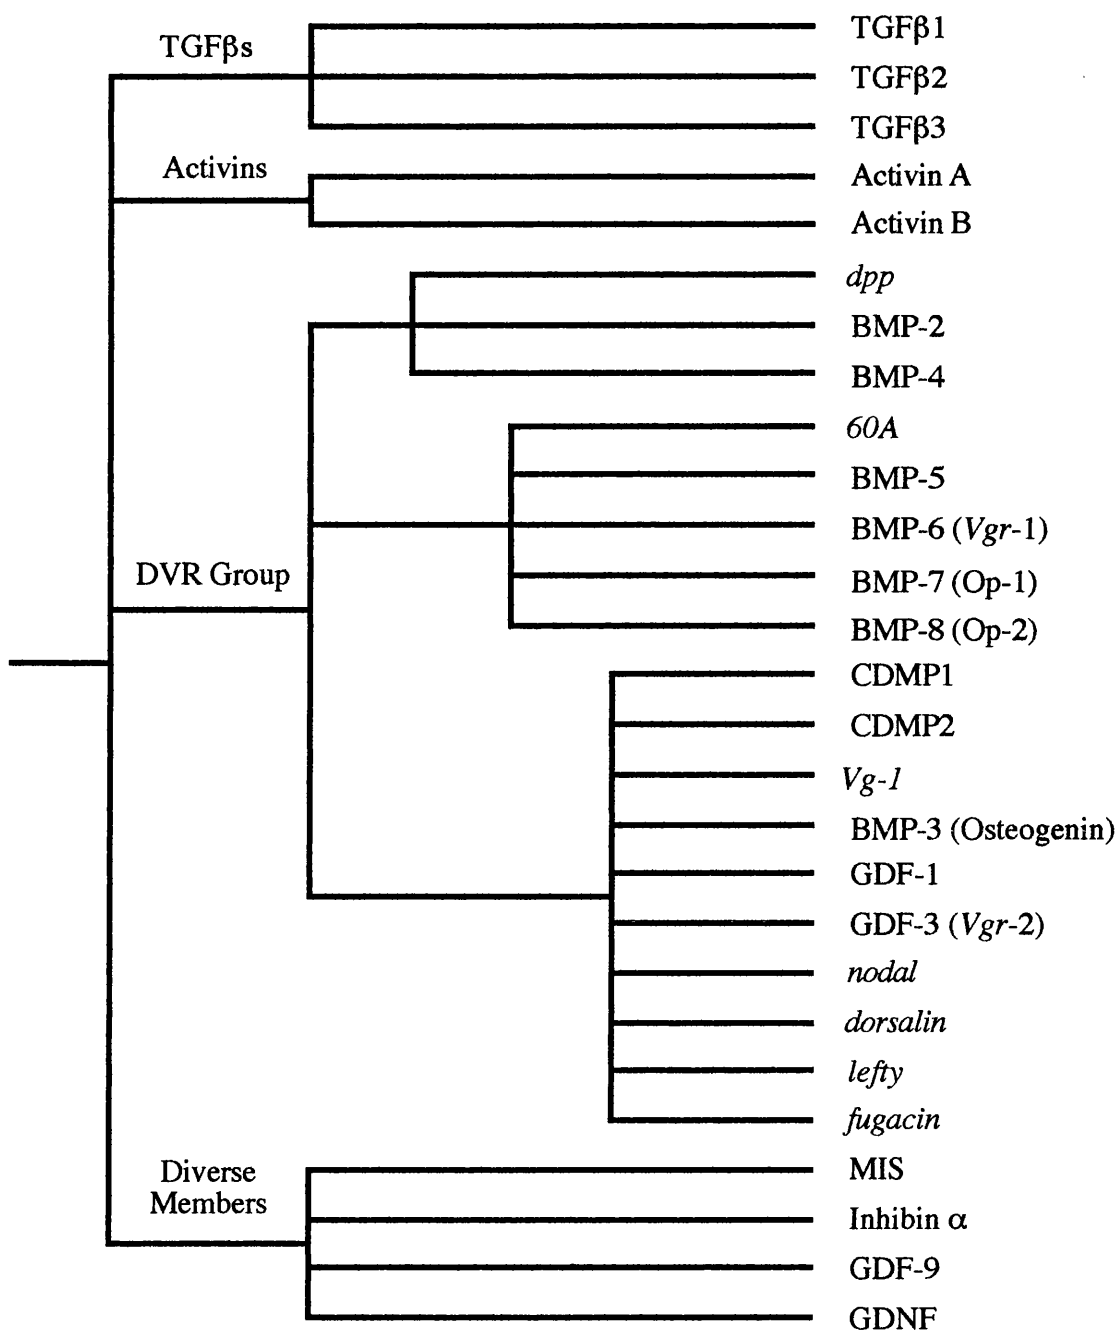 TGFβs
TGFβ1
TGFβ2
TGFβ3
Activins
Activin A
Activin B
dpp
BMP-2
BMP-4
60A
BMP-5
BMP-6 (Vgr-1)
DVR Group
BMP-7 (Op-1)
BMP-8 (Op-2)
CDMP1
CDMP2
Vg-1
BMP-3 (Osteogenin)
GDF-1
GDF-3 (Vgr-2)
nodal
dorsalin
lefty
fugacin
Diverse
Members
MIS
Inhibin α
GDF-9
GDNF